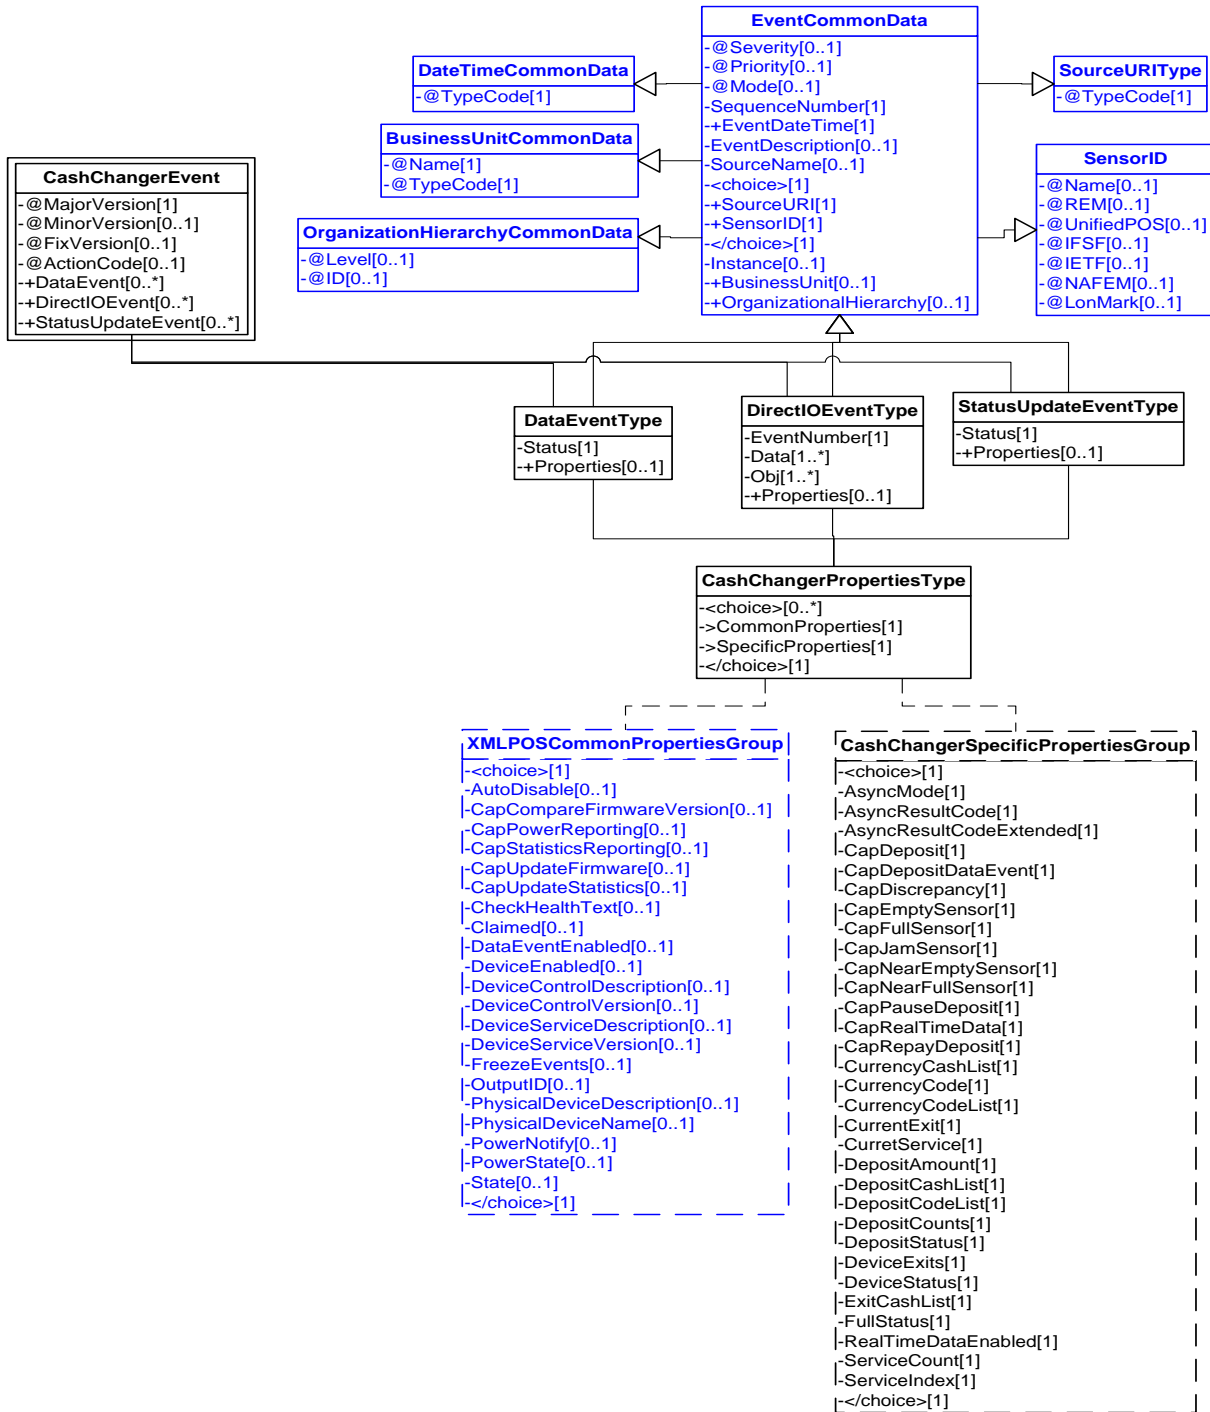 EventCommonData
-@Severity[0..1]
-@Priority[0..1]
-@Mode[0..1]
-SequenceNumber[1]
-+EventDateTime[1]
-EventDescription[0..1]
-SourceName[0..1]
-<choice>[1]
-+SourceURI[1]
-+SensorID[1]
-</choice>[1]
-Instance[0..1]
-+BusinessUnit[0..1]
-+OrganizationalHierarchy[0..1]
DateTimeCommonData
-@TypeCode[1]
SourceURIType
-@TypeCode[1]
BusinessUnitCommonData
-@Name[1]
-@TypeCode[1]
SensorID
-@Name[0..1]
-@REM[0..1]
-@UnifiedPOS[0..1]
-@IFSF[0..1]
-@IETF[0..1]
-@NAFEM[0..1]
-@LonMark[0..1]
CashChangerEvent
-@MajorVersion[1]
-@MinorVersion[0..1]
-@FixVersion[0..1]
-@ActionCode[0..1]
-+DataEvent[0..*]
-+DirectIOEvent[0..*]
-+StatusUpdateEvent[0..*]
OrganizationHierarchyCommonData
-@Level[0..1]
-@ID[0..1]
DataEventType
-Status[1]
-+Properties[0..1]
DirectIOEventType
-EventNumber[1]
-Data[1..*]
-Obj[1..*]
-+Properties[0..1]
StatusUpdateEventType
-Status[1]
-+Properties[0..1]
CashChangerPropertiesType
-<choice>[0..*]
->CommonProperties[1]
->SpecificProperties[1]
-</choice>[1]
XMLPOSCommonPropertiesGroup
-<choice>[1]
-AutoDisable[0..1]
-CapCompareFirmwareVersion[0..1]
-CapPowerReporting[0..1]
-CapStatisticsReporting[0..1]
-CapUpdateFirmware[0..1]
-CapUpdateStatistics[0..1]
-CheckHealthText[0..1]
-Claimed[0..1]
-DataEventEnabled[0..1]
-DeviceEnabled[0..1]
-DeviceControlDescription[0..1]
-DeviceControlVersion[0..1]
-DeviceServiceDescription[0..1]
-DeviceServiceVersion[0..1]
-FreezeEvents[0..1]
-OutputID[0..1]
-PhysicalDeviceDescription[0..1]
-PhysicalDeviceName[0..1]
-PowerNotify[0..1]
-PowerState[0..1]
-State[0..1]
-</choice>[1]
CashChangerSpecificPropertiesGroup
-<choice>[1]
-AsyncMode[1]
-AsyncResultCode[1]
-AsyncResultCodeExtended[1]
-CapDeposit[1]
-CapDepositDataEvent[1]
-CapDiscrepancy[1]
-CapEmptySensor[1]
-CapFullSensor[1]
-CapJamSensor[1]
-CapNearEmptySensor[1]
-CapNearFullSensor[1]
-CapPauseDeposit[1]
-CapRealTimeData[1]
-CapRepayDeposit[1]
-CurrencyCashList[1]
-CurrencyCode[1]
-CurrencyCodeList[1]
-CurrentExit[1]
-CurretService[1]
-DepositAmount[1]
-DepositCashList[1]
-DepositCodeList[1]
-DepositCounts[1]
-DepositStatus[1]
-DeviceExits[1]
-DeviceStatus[1]
-ExitCashList[1]
-FullStatus[1]
-RealTimeDataEnabled[1]
-ServiceCount[1]
-ServiceIndex[1]
-</choice>[1]